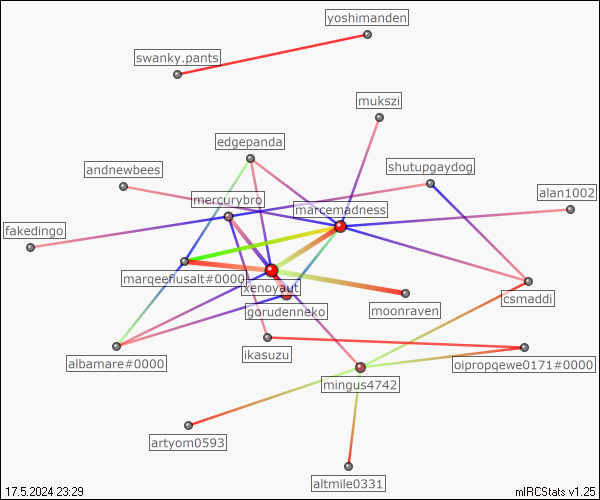 yoshimanden
swanky.pants
mukszi
edgepanda
andnewbees
shutupgaydog
mercurybro
alan1002
marcemadness
fakedingo
marqeefiusalt#0000
xenoyaut
gorudenneko
moonraven
csmaddi
albamare#0000
ikasuzu
oipropqewe0171#0000
mingus4742
artyom0593
altmile0331
17.5.2024 23:29
mIRCStats v1.25